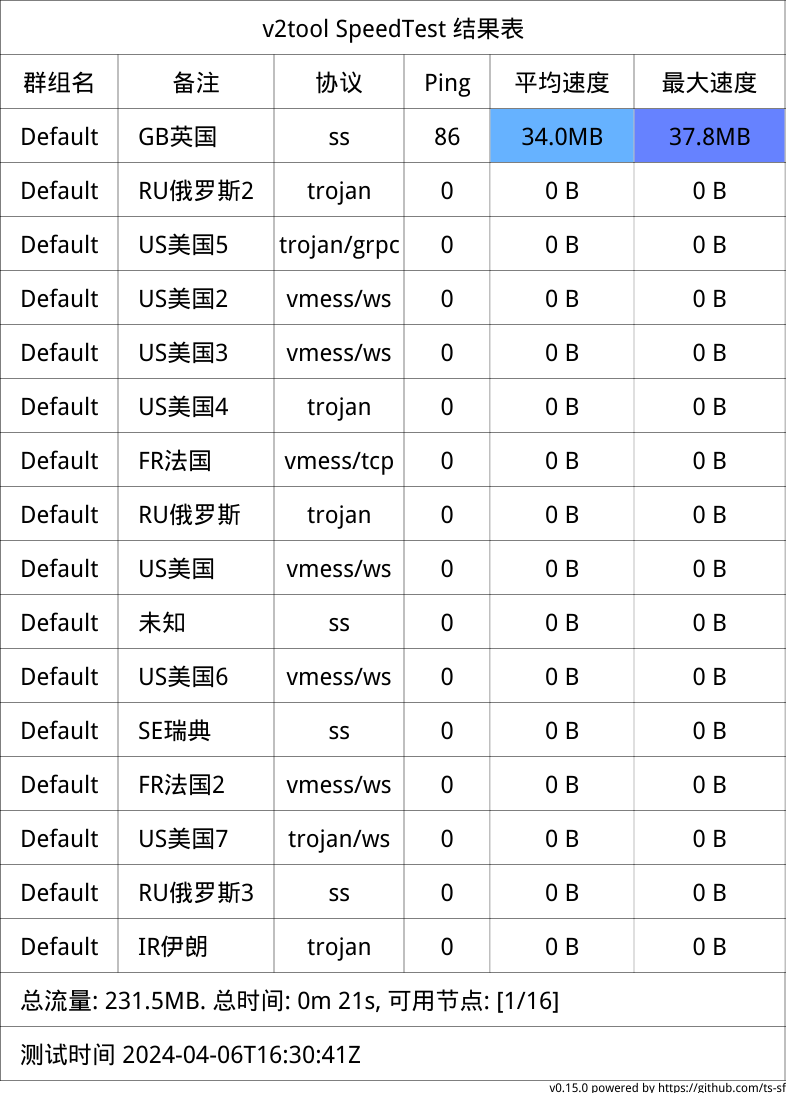 v2tool SpeedTest 结果表
群组名 备注 协议 Ping 平均速度 最大速度
Default GB英国 ss 86 34.0MB 37.8MB
Default RU俄罗斯2 trojan 0 0 B 0 B
Default US美国5 trojan/grpc 0 0 B 0 B
Default US美国2 vmess/ws 0 0 B 0 B
Default US美国3 vmess/ws 0 0 B 0 B
Default US美国4 trojan 0 0 B 0 B
Default FR法国 vmess/tcp 0 0 B 0 B
Default RU俄罗斯 trojan 0 0 B 0 B
Default US美国 vmess/ws 0 0 B 0 B
Default 未知 ss 0 0 B 0 B
Default US美国6 vmess/ws 0 0 B 0 B
Default SE瑞典 ss 0 0 B 0 B
Default FR法国2 vmess/ws 0 0 B 0 B
Default US美国7 trojan/ws 0 0 B 0 B
Default RU俄罗斯3 ss 0 0 B 0 B
Default IR伊朗 trojan 0 0 B 0 B
总流量: 231.5MB. 总时间: 0m 21s, 可用节点: [1/16]
测试时间 2024-04-06T16:30:41Z
v0.15.0 powered by https://github.com/ts-sf